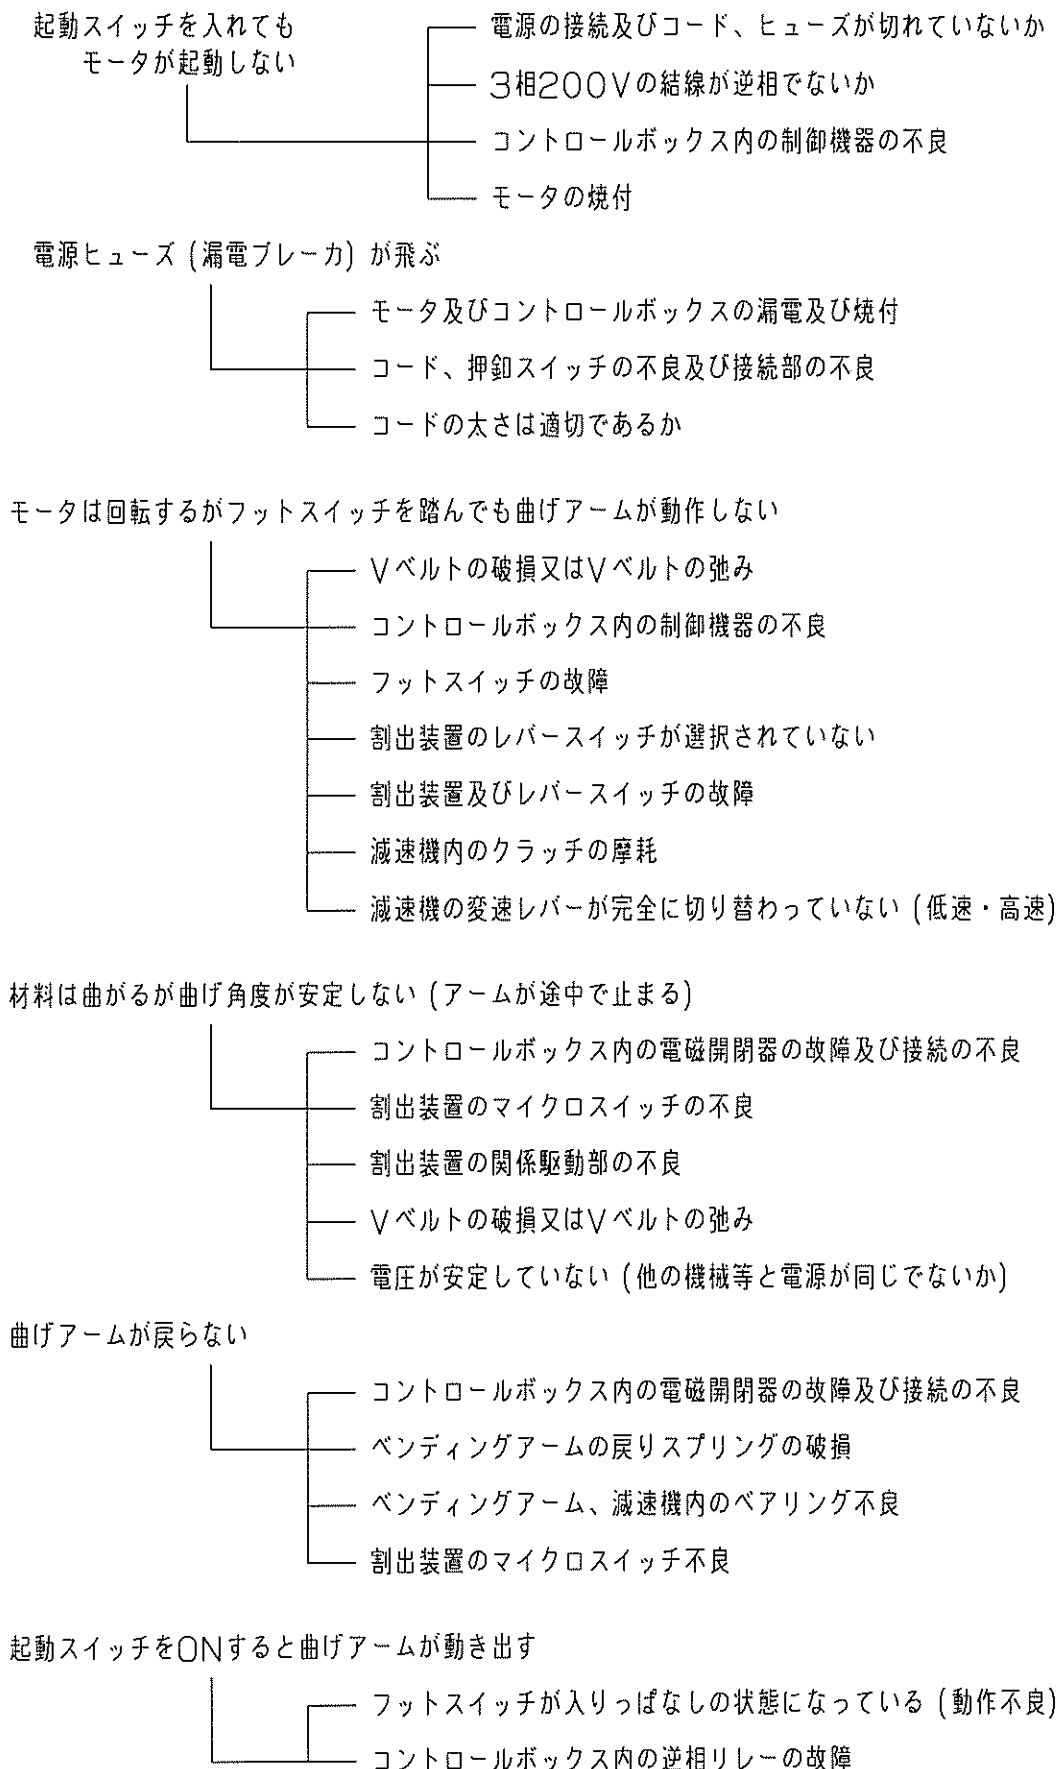 起動スイッチを入れても
モータが起動しない
電源の接続及びコード、ヒューズが切れていないか
3相200Vの結線が逆相でないか
コントロールボックス内の制御機器の不良
モータの焼付
電源ヒューズ(漏電ブレーカ)が飛ぶ
モータ及びコントロールボックスの漏電及び焼付
コード、押釦スイッチの不良及び接続部の不良
コードの太さは適切であるか
モータは回転するがフットスイッチを踏んでも曲げアームが動作しない
Vベルトの破損又はVベルトの弛み
コントロールボックス内の制御機器の不良
フットスイッチの故障
割出装置のレバースイッチが選択されていない
割出装置及びレバースイッチの故障
減速機内のクラッチの摩耗
減速機の変速レバーが完全に切り替わっていない(低速・高速)
材料は曲がるが曲げ角度が安定しない(アームが途中で止まる)
コントロールボックス内の電磁開閉器の故障及び接続の不良
割出装置のマイクロスイッチの不良
割出装置の関係駆動部の不良
Vベルトの破損又はVベルトの弛み
電圧が安定していない(他の機械等と電源が同じでないか)
曲げアームが戻らない
コントロールボックス内の電磁開閉器の故障及び接続の不良
ベンディングアームの戻りスプリングの破損
ベンディングアーム、減速機内のベアリング不良
割出装置のマイクロスイッチ不良
起動スイッチをONすると曲げアームが動き出す
フットスイッチが入りっぱなしの状態になっている(動作不良)
コントロールボックス内の逆相リレーの故障